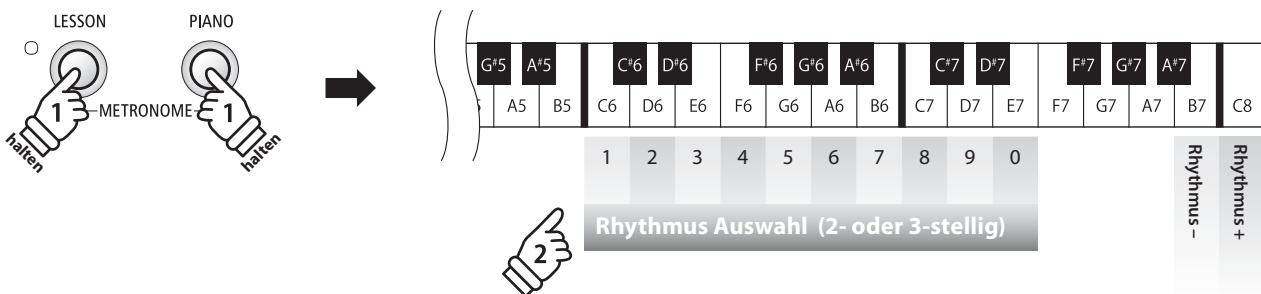 LESSON PIANO
1 METRONOME 1
halten halten
G#5 A#5 C#6 D#6 F#6 G#6 A#6 C#7 D#7 F#7 G#7 A#7
A5 B5 C6 D6 E6 F6 G6 A6 B6 C7 D7 E7 F7 G7 A7 B7 C8
1 2 3 4 5 6 7 8 9 0
Rhythmus –
Rhythmus +
Rhythmus Auswahl (2- oder 3-stellig)
2